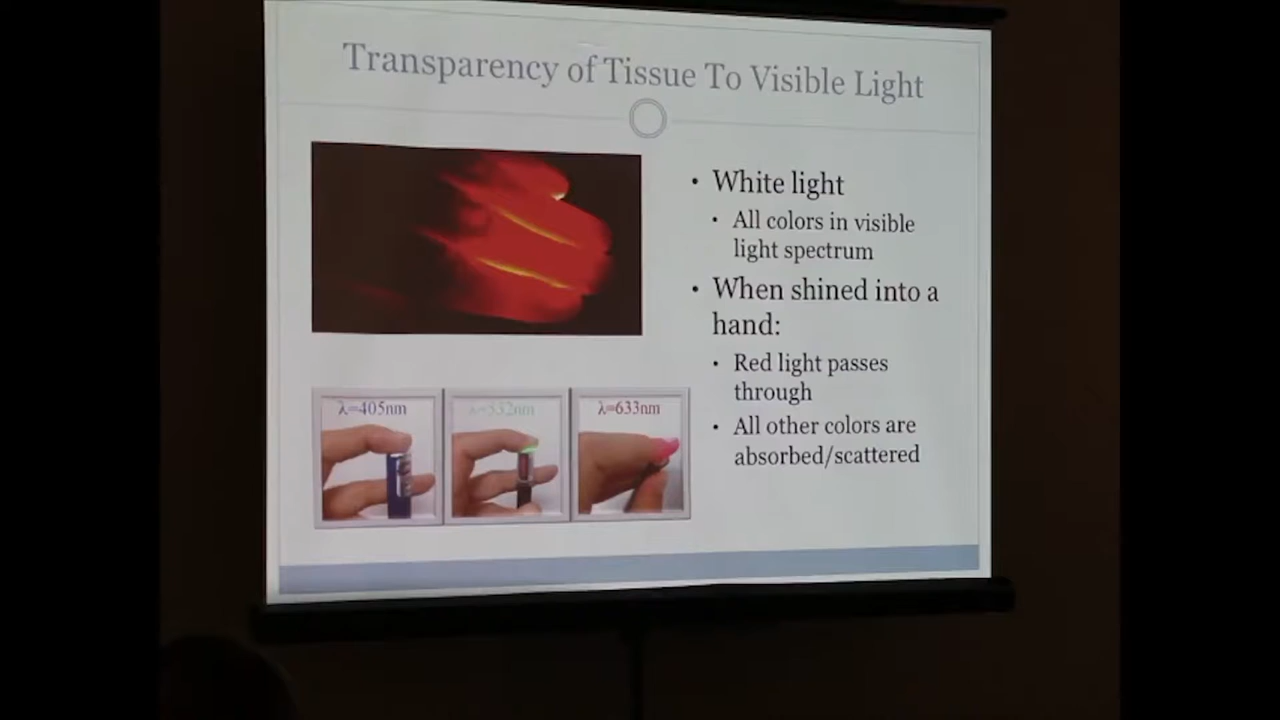 Transparency of Tissue To Visible Light
• White light
• All colors in visible
light spectrum
• When shined into a
hand:
• Red light passes
through
• All other colors are
absorbed/scattered
λ=405nm
λ=532nm
λ=633nm